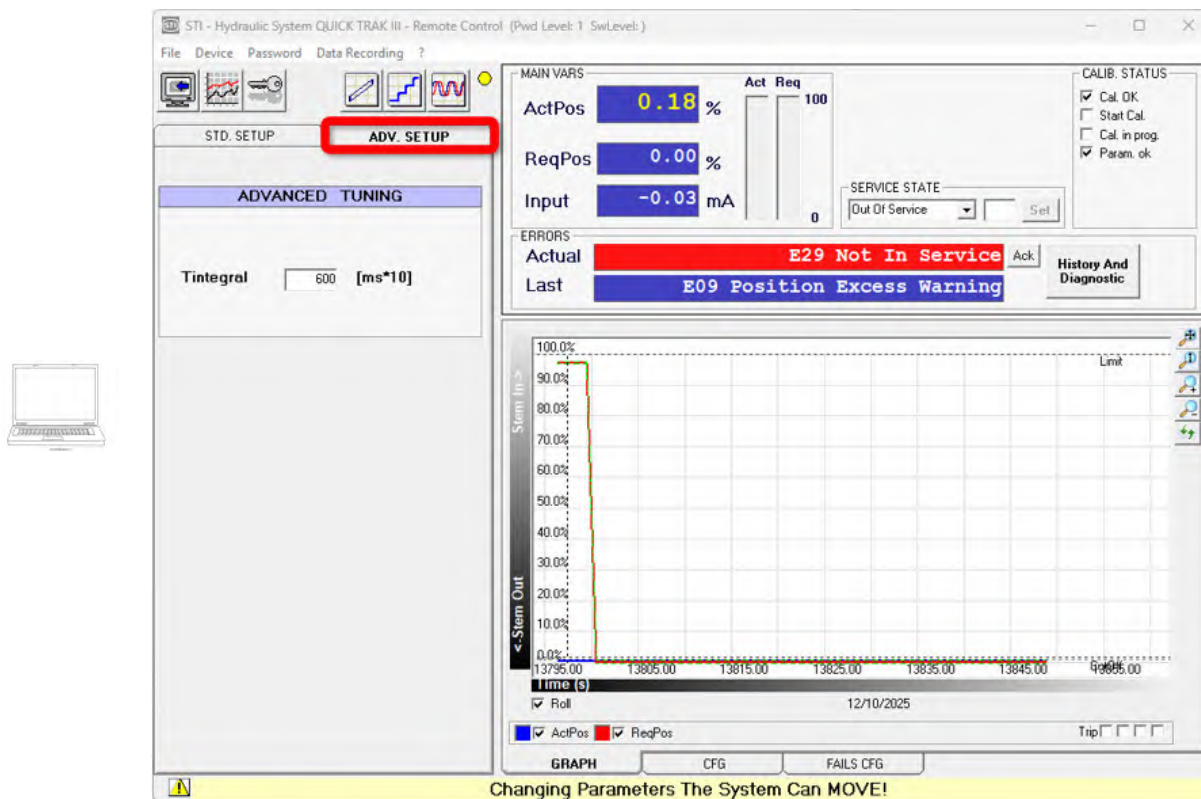 STI - Hydraulic System QUICK TRAK III - Remote Control (Pwd Level: 1 SwLevel: )
File Device Password Data Recording ?
STD. SETUP
ADV. SETUP
ADVANCED TUNING
Tintegral 600 [ms*10]
MAIN VARS
ActPos 0.18 %
ReqPos 0.00 %
Input -0.03 mA
Act Req
100
0
SERVICE STATE
Out Of Service
Set
CALIB. STATUS
Cal. OK
Start Cal.
Cal. in prog.
Param. ok
ERRORS
Actual E29 Not In Service Ack
Last E09 Position Excess Warning
History And
Diagnostic
Stem In->
<-Stem Out
100.0%
90.0%
80.0%
70.0%
60.0%
50.0%
40.0%
30.0%
20.0%
10.0%
0.0%
Limit
13795.00 13805.00 13815.00 13825.00 13835.00 13845.00 13855.00
Time (s)
Roll
12/10/2025
ActPos ReqPos
Trip
GRAPH CFG FAILS CFG
Changing Parameters The System Can MOVE!